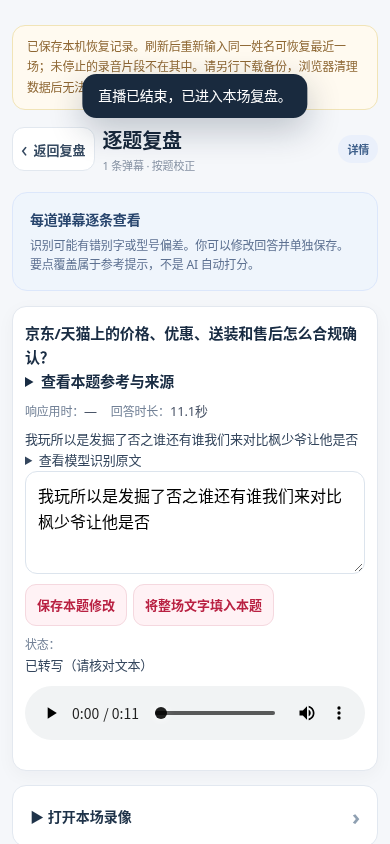 已保存本机恢复记录。刷新后重新输入同一姓名可恢复最近一
场；未停止的录音片段不在其中。请另行下载备份，浏览器清理
数据后无法
直播已结束，已进入本场复盘。
‹ 返回复盘
逐题复盘
1 条弹幕 · 按题校正
详情
每道弹幕逐条查看
识别可能有错别字或型号偏差。你可以修改回答并单独保存。
要点覆盖属于参考提示，不是 AI 自动打分。
京东/天猫上的价格、优惠、送装和售后怎么合规确
认？
▶ 查看本题参考与来源
响应用时：— 回答时长：11.1秒
我玩所以是发掘了否之谁还有谁我们来对比枫少爷让他是否
▶ 查看模型识别原文
我玩所以是发掘了否之谁还有谁我们来对比
枫少爷让他是否
保存本题修改
将整场文字填入本题
状态：
已转写（请核对文本）
0:00 / 0:11
▶ 打开本场录像 ›